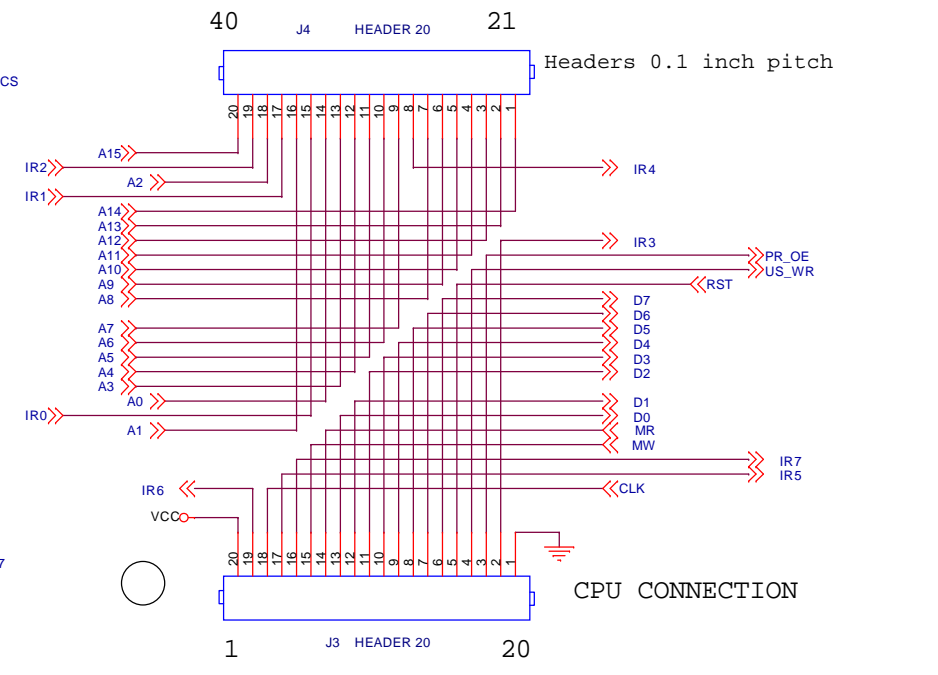 40 21
J4 HEADER 20
Headers 0.1 inch pitch
CS
20 19 18 17 16 15 14 13 12 11 10 9 8 7 6 5 4 3 2 1
A15
IR2
IR4
A2
IR1
A14
A13
A12
IR3
A11
PR_OE
A10
US_WR
A9
RST
A8
D7
D6
A7
D5
A6
D4
A5
D3
A4
D2
A3
A0
D1
IR0
D0
A1
MR
MW
IR7
IR5
IR6
CLK
VCC
20 19 18 17 16 15 14 13 12 11 10 9 8 7 6 5 4 3 2 1
7
CPU CONNECTION
J3 HEADER 20
1 20